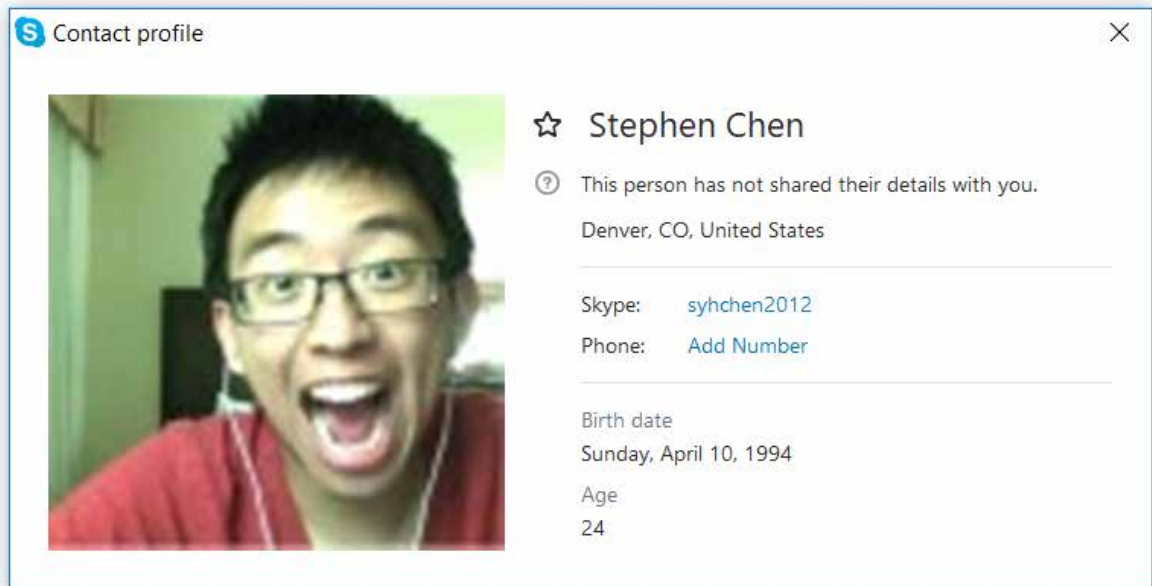 S Contact profile
Stephen Chen
? This person has not shared their details with you.
Denver, CO, United States
Skype: syhchen2012
Phone: Add Number
Birth date
Sunday, April 10, 1994
Age
24